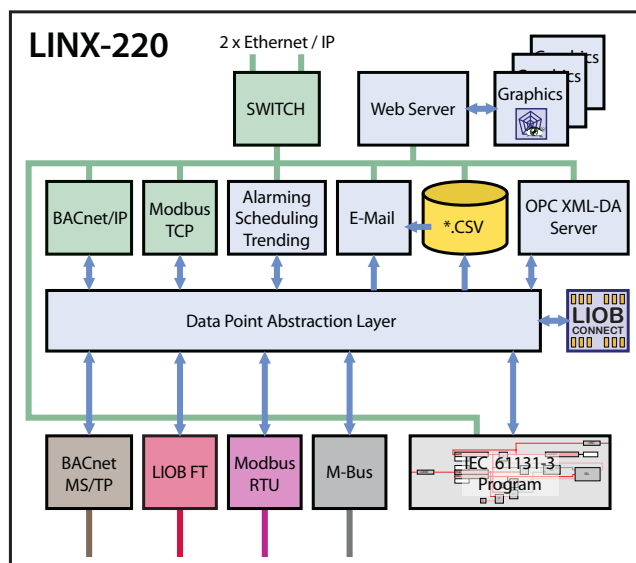 LINX-220
2 x Ethernet / IP
SWITCH
Web Server
Graphics
Graphics
Graphics
BACnet/IP
Modbus
TCP
Alarming
Scheduling
Trending
E-Mail
*.CSV
OPC XML-DA
Server
Data Point Abstraction Layer
LIOB
CONNECT
BACnet
MS/TP
LIOB FT
Modbus
RTU
M-Bus
IEC 61131-3
Program